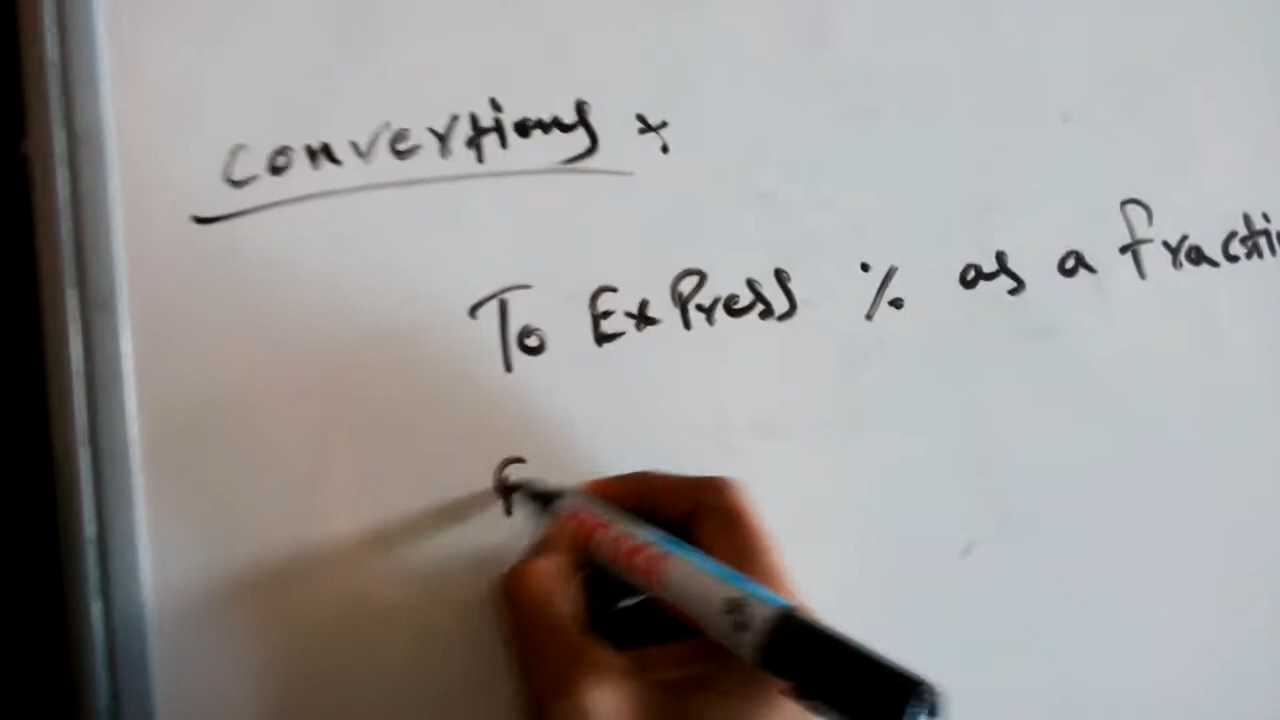 convertions :
To Express % as a fracti
F